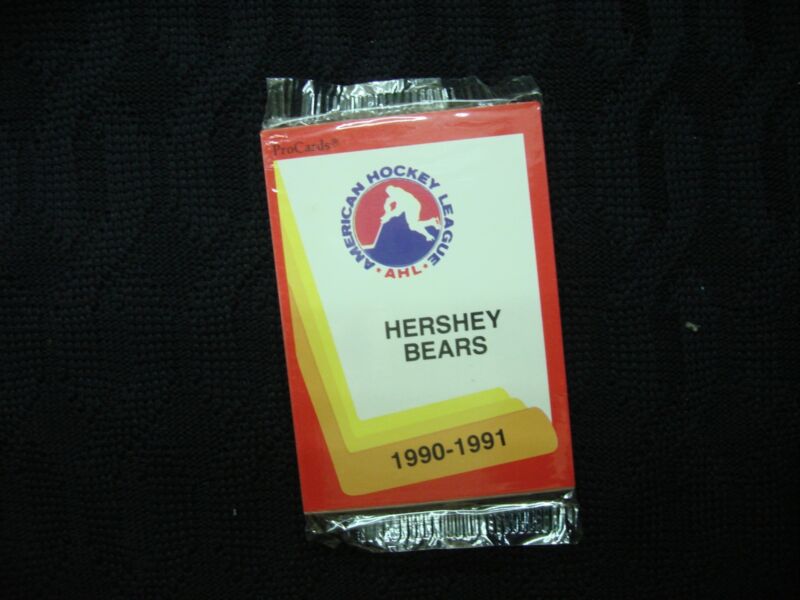 ProCards®
AMERICAN HOCKEY LEAGUE
AHL
HERSHEY
BEARS
1990-1991